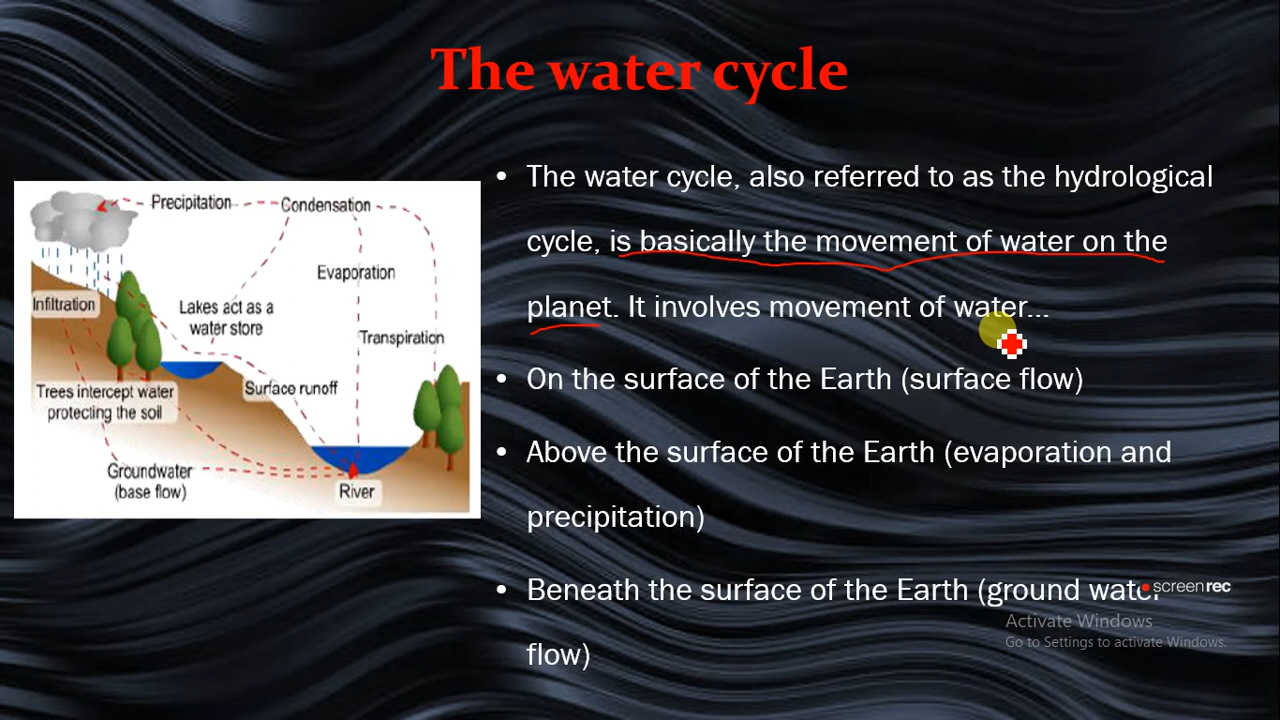 The water cycle
Precipitation
Condensation
Evaporation
Infiltration
Lakes act as a
water store
Transpiration
Trees intercept water
protecting the soil
Surface runoff
Groundwater
(base flow)
River
• The water cycle, also referred to as the hydrological
cycle, is basically the movement of water on the
planet. It involves movement of water...
• On the surface of the Earth (surface flow)
• Above the surface of the Earth (evaporation and
precipitation)
• Beneath the surface of the Earth (ground water
flow)
screenrec
Activate Windows
Go to Settings to activate Windows.